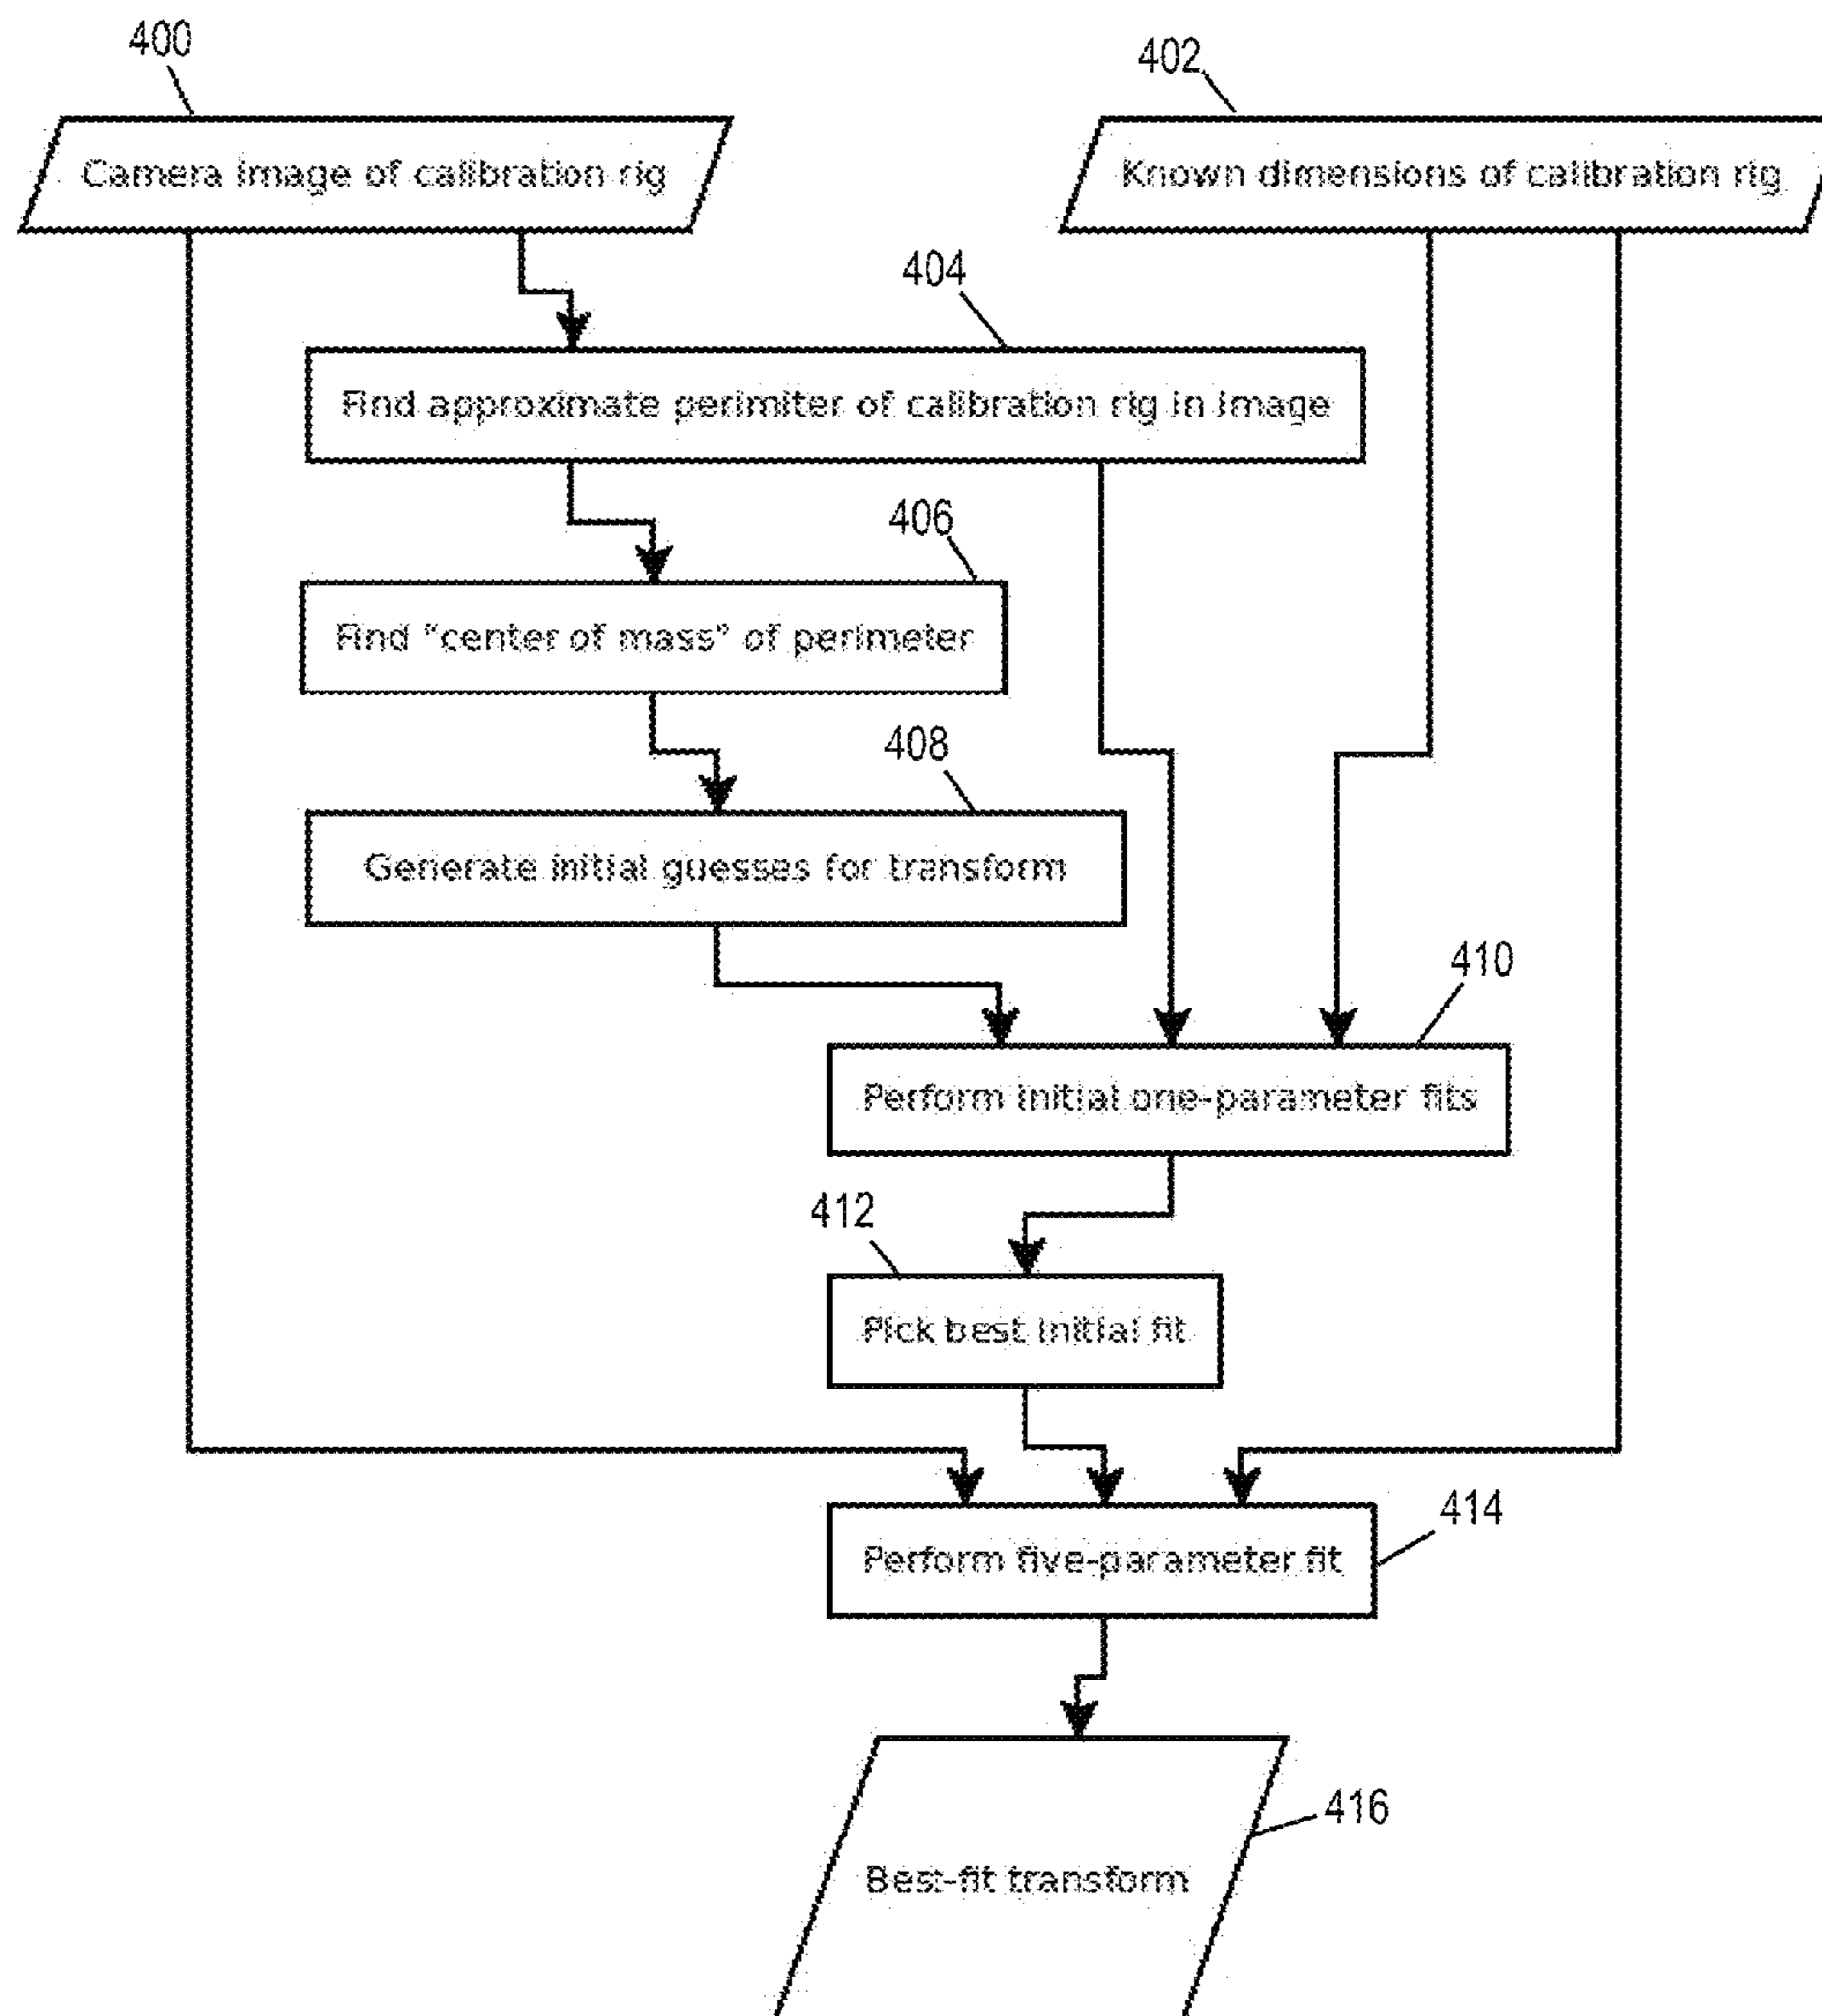 400
402
Camera image of calibration rig
Known dimensions of calibration rig
404
Find approximate perimiter of calibration rig in image
406
Find "center of mass" of perimeter
408
Generate initial guesses for transform
410
Perform initial one-parameter fits
412
Pick best initial fit
414
Perform five-parameter fit
416
Best-fit transform